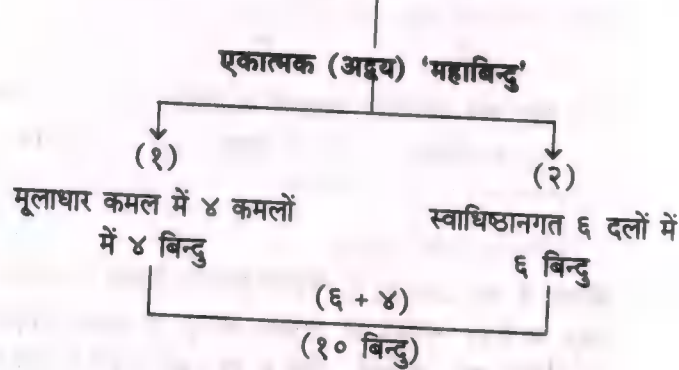 एकात्मक (अद्वय) 'महाबिन्दु'
(१)
मूलाधार कमल में ४ कमलों
में ४ बिन्दु
(२)
स्वाधिष्ठानगत ६ दलों में
६ बिन्दु
(६ + ४)
(१० बिन्दु)